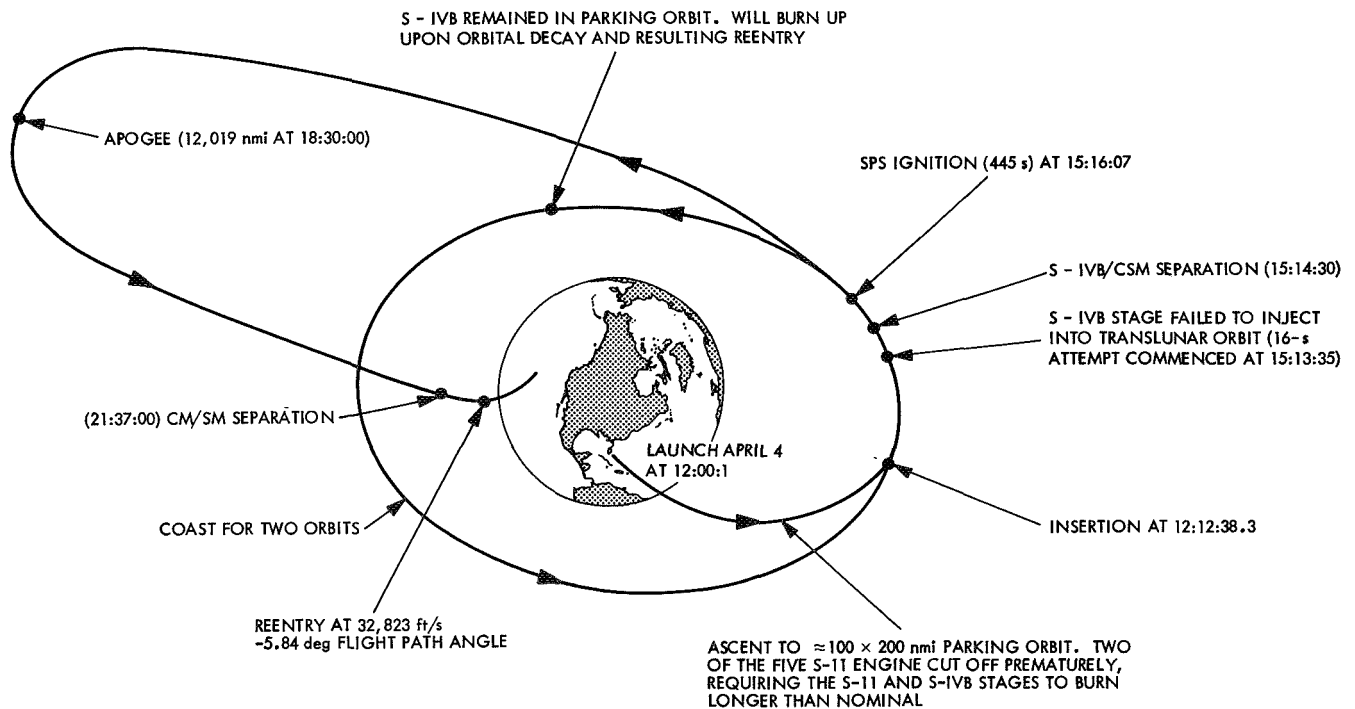 S - IVB REMAINED IN PARKING ORBIT. WILL BURN UP
UPON ORBITAL DECAY AND RESULTING REENTRY
APOGEE (12,019 nmi AT 18:30:00)
SPS IGNITION (445 s) AT 15:16:07
S - IVB/CSM SEPARATION (15:14:30)
S - IVB STAGE FAILED TO INJECT
INTO TRANSLUNAR ORBIT (16-s
ATTEMPT COMMENCED AT 15:13:35)
(21:37:00) CM/SM SEPARATION
LAUNCH APRIL 4
AT 12:00:1
COAST FOR TWO ORBITS
INSERTION AT 12:12:38.3
REENTRY AT 32,823 ft/s
-5.84 deg FLIGHT PATH ANGLE
ASCENT TO ≈100 × 200 nmi PARKING ORBIT. TWO
OF THE FIVE S-11 ENGINE CUT OFF PREMATURELY,
REQUIRING THE S-11 AND S-IVB STAGES TO BURN
LONGER THAN NOMINAL